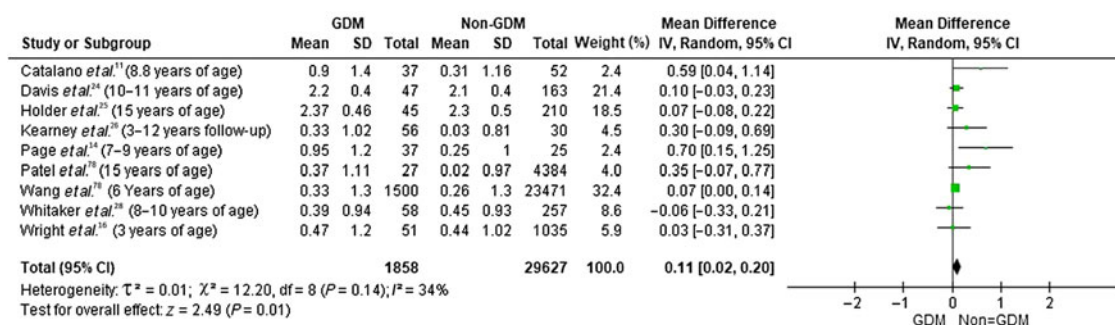 GDM Non-GDM Mean Difference Mean Difference
Study or Subgroup Mean SD Total Mean SD Total Weight (%) IV, Random, 95% CI IV, Random, 95% CI
Catalano et al.¹¹ (8.8 years of age) 0.9 1.4 37 0.31 1.16 52 2.4 0.59 [0.04, 1.14]
Davis et al.²⁴ (10–11 years of age) 2.2 0.4 47 2.1 0.4 163 21.4 0.10 [-0.03, 0.23]
Holder et al.²⁵ (15 years of age) 2.37 0.46 45 2.3 0.5 210 18.5 0.07 [-0.08, 0.22]
Kearney et al.²⁶ (3–12 years follow-up) 0.33 1.02 56 0.03 0.81 30 4.5 0.30 [-0.09, 0.69]
Page et al.¹⁴ (7–9 years of age) 0.95 1.2 37 0.25 1 25 2.4 0.70 [0.15, 1.25]
Patel et al.⁷⁸ (15 years of age) 0.37 1.11 27 0.02 0.97 4384 4.0 0.35 [-0.07, 0.77]
Wang et al.⁷⁹ (6 Years of age) 0.33 1.3 1500 0.26 1.3 23471 32.4 0.07 [0.00, 0.14]
Whitaker et al.²⁸ (8–10 years of age) 0.39 0.94 58 0.45 0.93 257 8.6 −0.06 [-0.33, 0.21]
Wright et al.¹⁶ (3 years of age) 0.47 1.2 51 0.44 1.02 1035 5.9 0.03 [-0.31, 0.37]
Total (95% CI) 1858 29627 100.0 0.11 [0.02, 0.20]
Heterogeneity: τ² = 0.01; χ² = 12.20, df = 8 (P = 0.14); I² = 34%
Test for overall effect: z = 2.49 (P = 0.01)
−2 −1 0 1 2
GDM Non=GDM